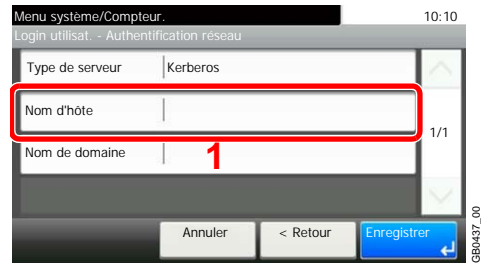 Menu système/Compteur.
10:10
Login utilisat. - Authentification réseau
Type de serveur
Kerberos
Nom d'hôte
1/1
Nom de domaine
1
Annuler
< Retour
Enregistrer
GB0437_00